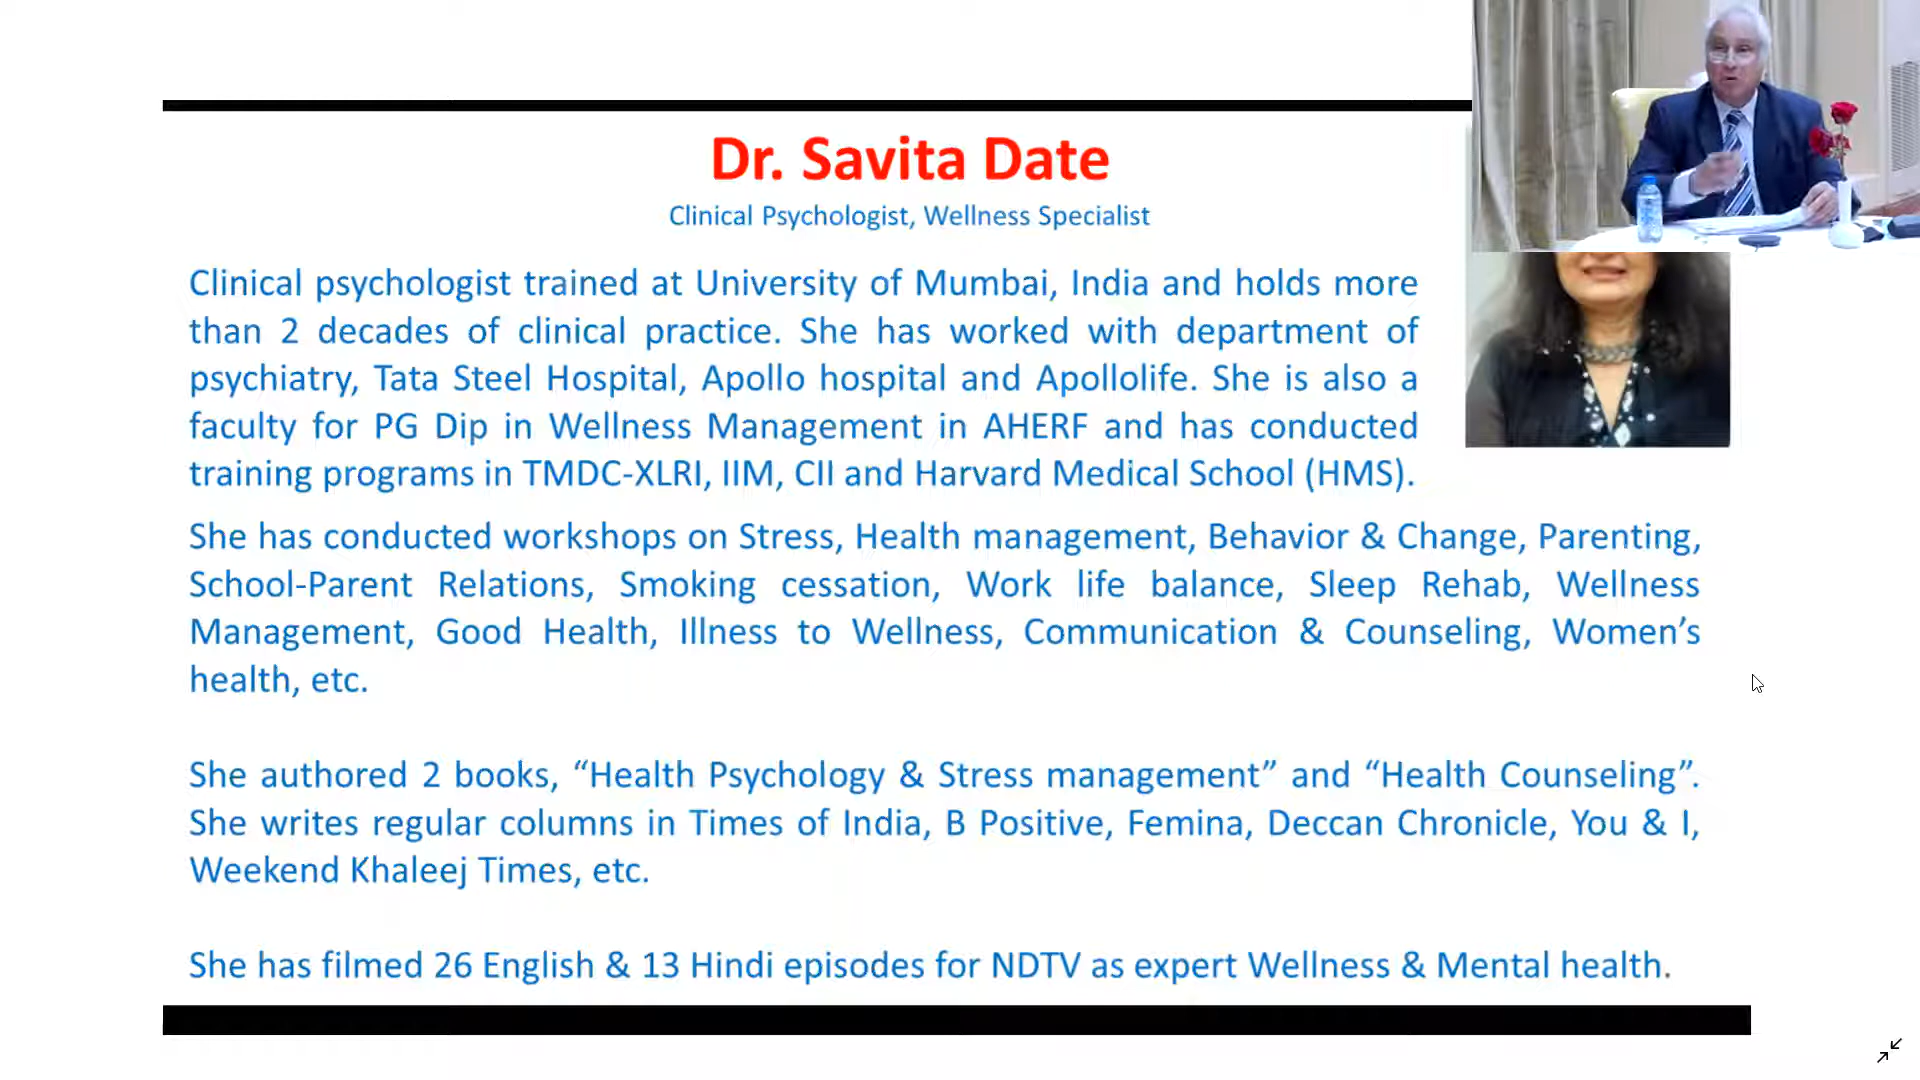 Dr. Savita Date
Clinical Psychologist, Wellness Specialist
Clinical psychologist trained at University of Mumbai, India and holds more
than 2 decades of clinical practice. She has worked with department of
psychiatry, Tata Steel Hospital, Apollo hospital and Apollolife. She is also a
faculty for PG Dip in Wellness Management in AHERF and has conducted
training programs in TMDC-XLRI, IIM, CII and Harvard Medical School (HMS).
She has conducted workshops on Stress, Health management, Behavior & Change, Parenting,
School-Parent Relations, Smoking cessation, Work life balance, Sleep Rehab, Wellness
Management, Good Health, Illness to Wellness, Communication & Counseling, Women’s
health, etc.
She authored 2 books, “Health Psychology & Stress management” and “Health Counseling”.
She writes regular columns in Times of India, B Positive, Femina, Deccan Chronicle, You & I,
Weekend Khaleej Times, etc.
She has filmed 26 English & 13 Hindi episodes for NDTV as expert Wellness & Mental health.